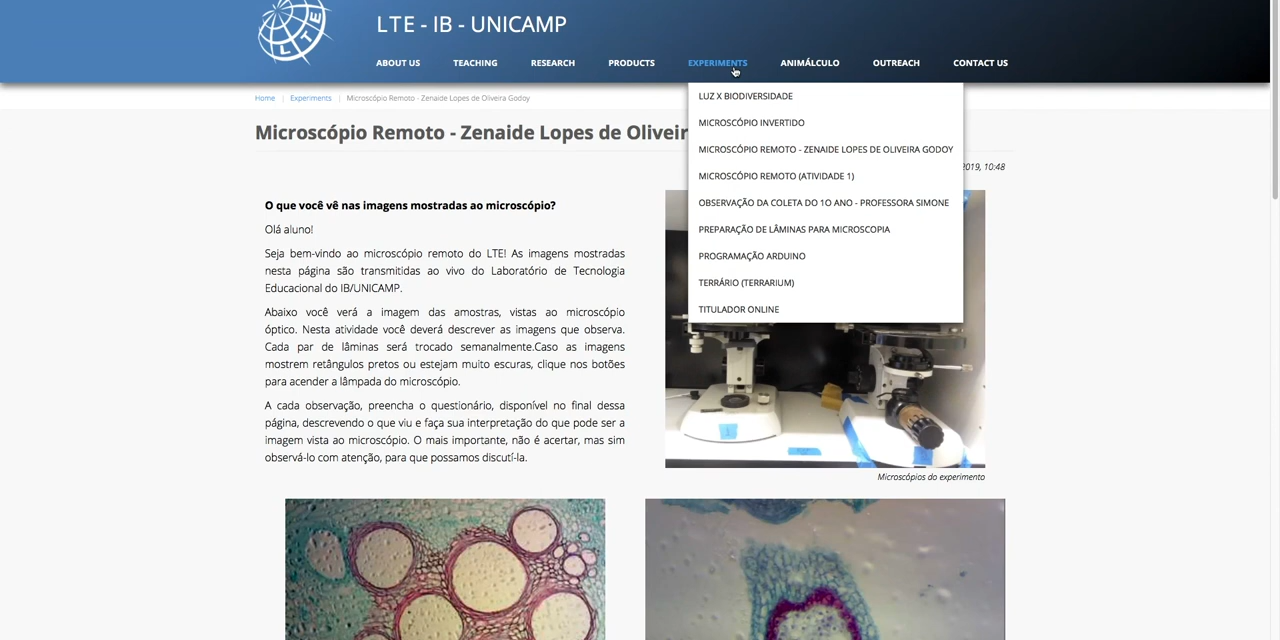 LTE
LTE - IB - UNICAMP
ABOUT US TEACHING RESEARCH PRODUCTS EXPERIMENTS ANIMÁLCULO OUTREACH CONTACT US
Home | Experiments | Microscópio Remoto - Zenaide Lopes de Oliveira Godoy
LUZ X BIODIVERSIDADE
MICROSCÓPIO INVERTIDO
MICROSCÓPIO REMOTO - ZENAIDE LOPES DE OLIVEIRA GODOY
MICROSCÓPIO REMOTO (ATIVIDADE 1)
OBSERVAÇÃO DA COLETA DO 1O ANO - PROFESSORA SIMONE
PREPARAÇÃO DE LÂMINAS PARA MICROSCOPIA
PROGRAMAÇÃO ARDUINO
TERRÁRIO (TERRARIUM)
TITULADOR ONLINE
Microscópio Remoto - Zenaide Lopes de Oliveir
2019, 10:48
O que você vê nas imagens mostradas ao microscópio?
Olá aluno!
Seja bem-vindo ao microscópio remoto do LTE! As imagens mostradas
nesta página são transmitidas ao vivo do Laboratório de Tecnologia
Educacional do IB/UNICAMP.
Abaixo você verá a imagem das amostras, vistas ao microscópio
óptico. Nesta atividade você deverá descrever as imagens que observa.
Cada par de lâminas será trocado semanalmente.Caso as imagens
mostrem retângulos pretos ou estejam muito escuras, clique nos botões
para acender a lâmpada do microscópio.
A cada observação, preencha o questionário, disponível no final dessa
página, descrevendo o que viu e faça sua interpretação do que pode ser a
imagem vista ao microscópio. O mais importante, não é acertar, mas sim
observá-lo com atenção, para que possamos discutí-la.
Microscópios do experimento